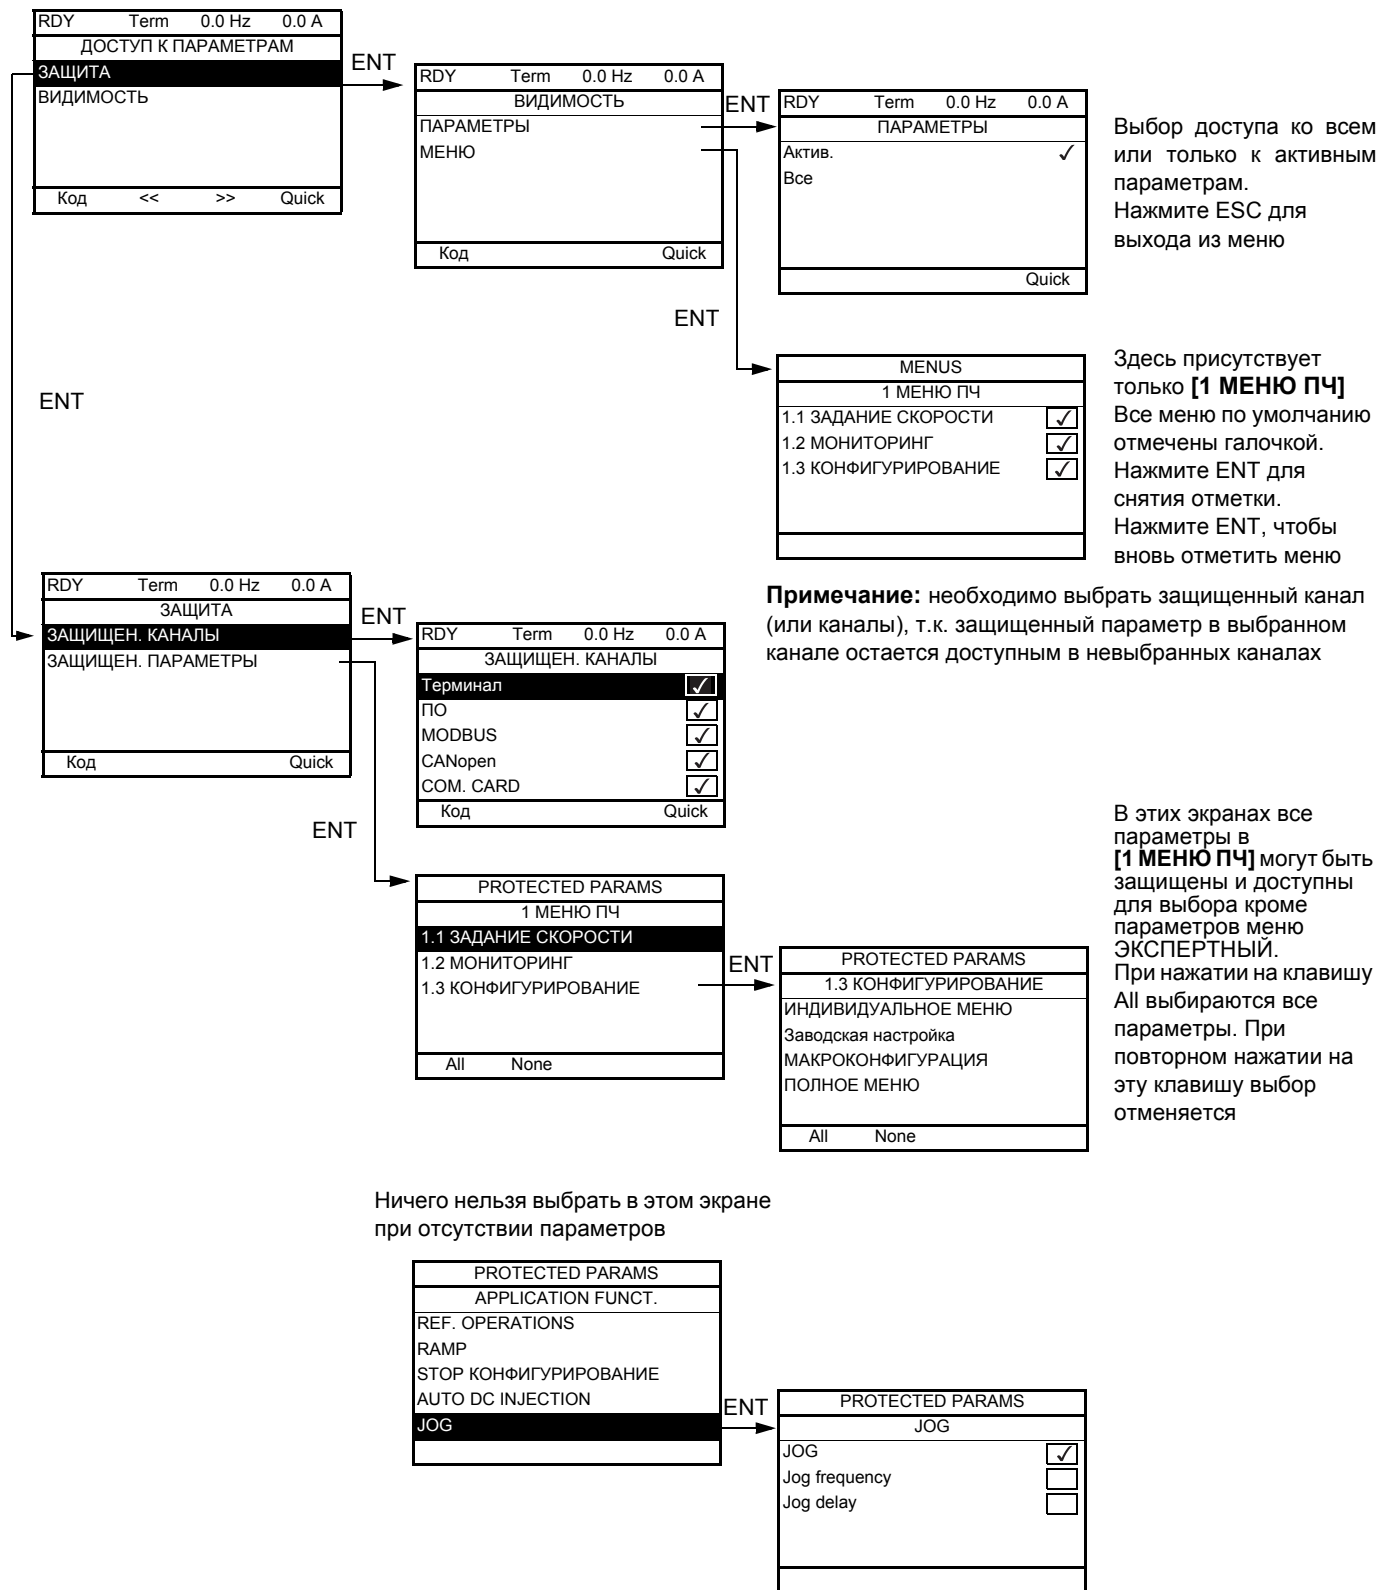 RDY Term 0.0 Hz 0.0 A
ДОСТУП К ПАРАМЕТРАМ
ЗАЩИТА
ВИДИМОСТЬ
Код << >> Quick
ENT
RDY Term 0.0 Hz 0.0 A
ВИДИМОСТЬ
ПАРАМЕТРЫ
МЕНЮ
Код Quick
ENT
RDY Term 0.0 Hz 0.0 A
ПАРАМЕТРЫ
Актив. ✓
Все
Quick
Выбор доступа ко всем
или только к активным
параметрам.
Нажмите ESC для
выхода из меню
ENT
ENT
MENUS
1 МЕНЮ ПЧ
1.1 ЗАДАНИЕ СКОРОСТИ ✓
1.2 МОНИТОРИНГ ✓
1.3 КОНФИГУРИРОВАНИЕ ✓
Здесь присутствует
только [1 МЕНЮ ПЧ]
Все меню по умолчанию
отмечены галочкой.
Нажмите ENT для
снятия отметки.
Нажмите ENT, чтобы
вновь отметить меню
RDY Term 0.0 Hz 0.0 A
ЗАЩИТА
ЗАЩИЩЕН. КАНАЛЫ
ЗАЩИЩЕН. ПАРАМЕТРЫ
Код Quick
ENT
RDY Term 0.0 Hz 0.0 A
ЗАЩИЩЕН. КАНАЛЫ
Терминал ✓
ПО ✓
MODBUS ✓
CANopen ✓
COM. CARD ✓
Код Quick
Примечание: необходимо выбрать защищенный канал
(или каналы), т.к. защищенный параметр в выбранном
канале остается доступным в невыбранных каналах
ENT
PROTECTED PARAMS
1 МЕНЮ ПЧ
1.1 ЗАДАНИЕ СКОРОСТИ
1.2 МОНИТОРИНГ
1.3 КОНФИГУРИРОВАНИЕ
All None
ENT
PROTECTED PARAMS
1.3 КОНФИГУРИРОВАНИЕ
ИНДИВИДУАЛЬНОЕ МЕНЮ
Заводская настройка
МАКРОКОНФИГУРАЦИЯ
ПОЛНОЕ МЕНЮ
All None
В этих экранах все
параметры в
[1 МЕНЮ ПЧ] могут быть
защищены и доступны
для выбора кроме
параметров меню
ЭКСПЕРТНЫЙ.
При нажатии на клавишу
All выбираются все
параметры. При
повторном нажатии на
эту клавишу выбор
отменяется
Ничего нельзя выбрать в этом экране
при отсутствии параметров
PROTECTED PARAMS
APPLICATION FUNCT.
REF. OPERATIONS
RAMP
STOP КОНФИГУРИРОВАНИЕ
AUTO DC INJECTION
JOG
ENT
PROTECTED PARAMS
JOG
JOG ✓
Jog frequency
Jog delay